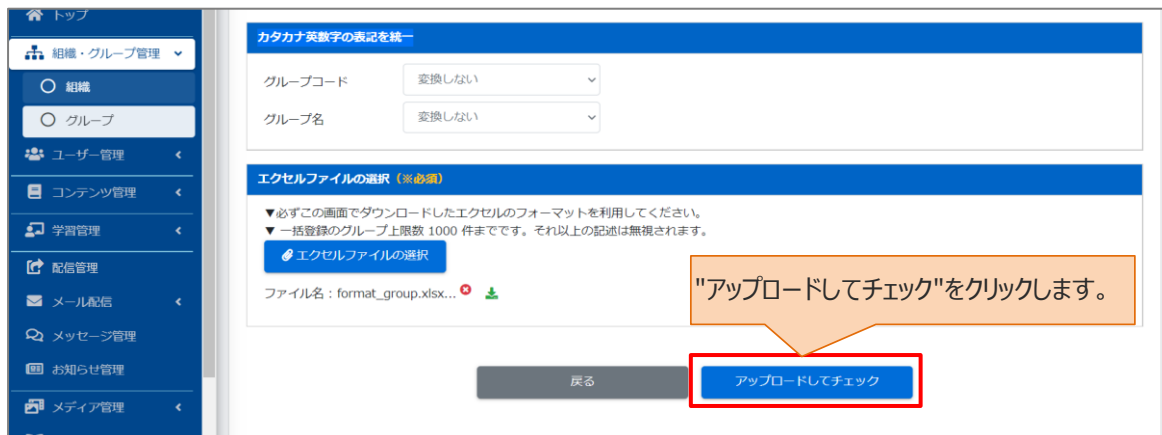 トップ
組織・グループ管理
組織
グループ
ユーザー管理
コンテンツ管理
学習管理
配信管理
メール配信
メッセージ管理
お知らせ管理
メディア管理
カタカナ英数字の表記を統一
グループコード 変換しない
グループ名 変換しない
エクセルファイルの選択（※必須）
▼必ずこの画面でダウンロードしたエクセルのフォーマットを利用してください。
▼ 一括登録のグループ上限数 1000 件までです。それ以上の記述は無視されます。
エクセルファイルの選択
ファイル名：format_group.xlsx...
"アップロードしてチェック"をクリックします。
戻る アップロードしてチェック